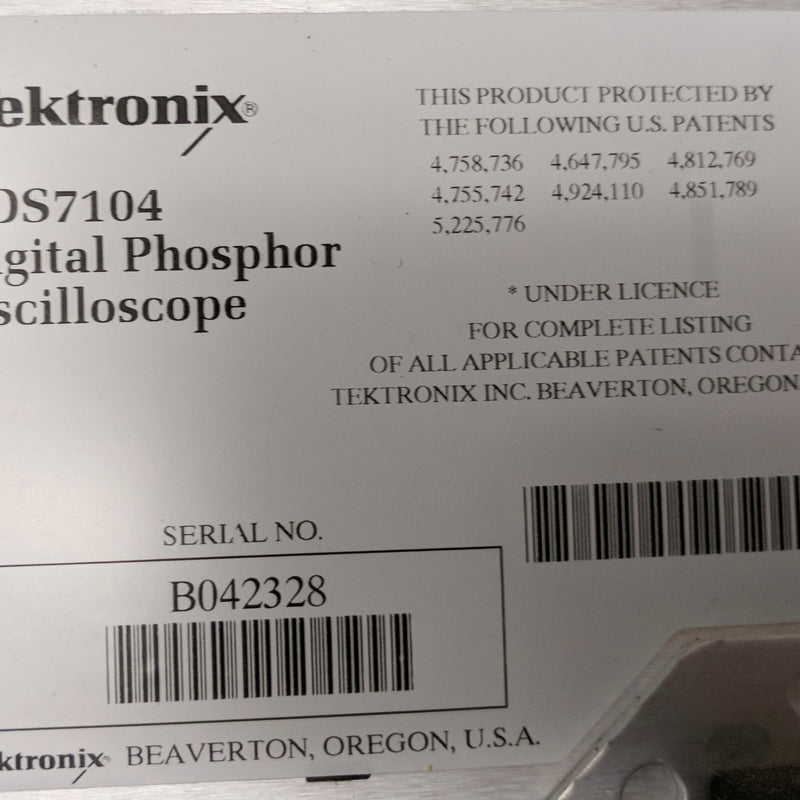 ektronix®
DS7104
igital Phosphor
scilloscope
THIS PRODUCT PROTECTED BY
THE FOLLOWING U.S. PATENTS
4,758,736 4,647,795 4,812,769
4,755,742 4,924,110 4,851,789
5,225,776
* UNDER LICENCE
FOR COMPLETE LISTING
OF ALL APPLICABLE PATENTS CONTA
TEKTRONIX INC. BEAVERTON, OREGON
SERIAL NO.
B042328
ktronix BEAVERTON, OREGON, U.S.A.